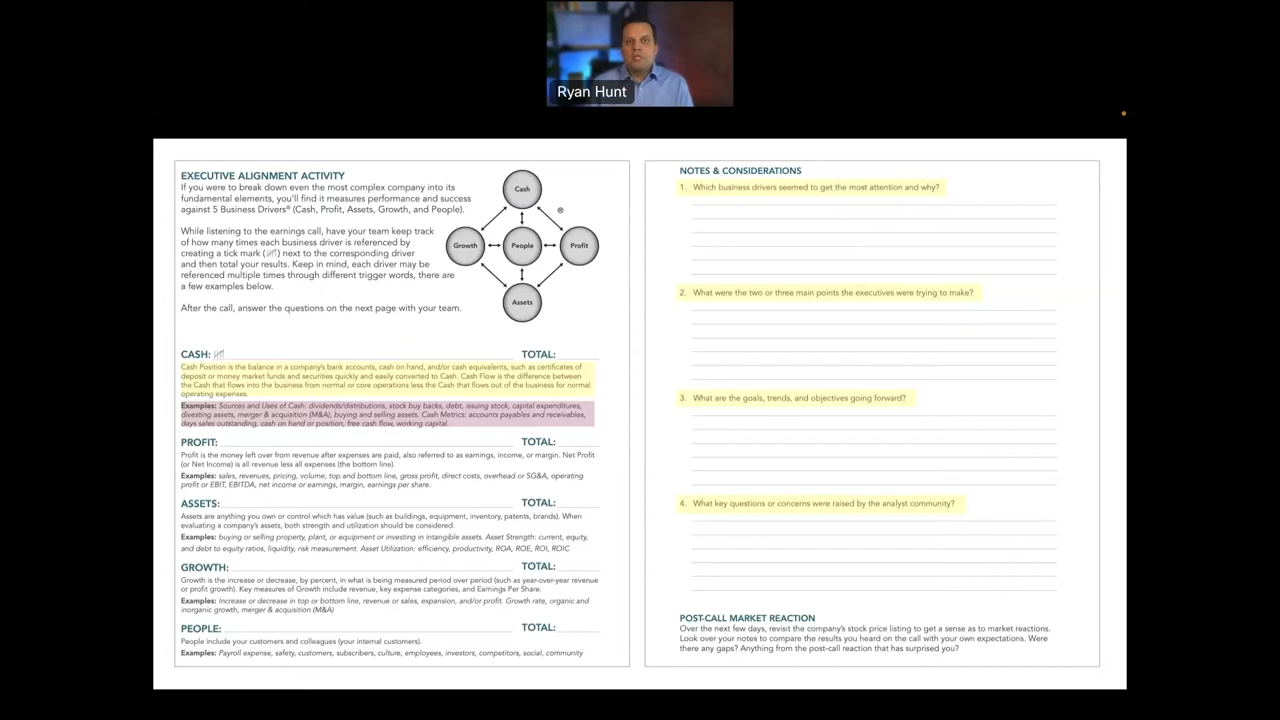 Ryan Hunt
EXECUTIVE ALIGNMENT ACTIVITY
If you were to break down even the most complex company into its
fundamental elements, you'll find it measures performance and success
against 5 Business Drivers® (Cash, Profit, Assets, Growth, and People).
While listening to the earnings call, have your team keep track
of how many times each business driver is referenced by
creating a tick mark () next to the corresponding driver
and then total your results. Keep in mind, each driver may be
referenced multiple times through different trigger words, there are
a few examples below.
After the call, answer the questions on the next page with your team.
Cash
®
Growth
People
Profit
Assets
CASH: TOTAL:
Cash Position is the balance in a company's bank accounts, cash on hand, and/or cash equivalents, such as certificates of
deposit or money market funds and securities quickly and easily converted to Cash. Cash Flow is the difference between
the Cash that flows into the business from normal or core operations less the Cash that flows out of the business for normal
operating expenses.
Examples: Sources and Uses of Cash: dividends/distributions, stock buy backs, debt, issuing stock, capital expenditures,
divesting assets, merger & acquisition (M&A), buying and selling assets. Cash Metrics: accounts payables and receivables,
days sales outstanding, cash on hand or position, free cash flow, working capital.
PROFIT: TOTAL:
Profit is the money left over from revenue after expenses are paid, also referred to as earnings, income, or margin. Net Profit
(or Net Income) is all revenue less all expenses (the bottom line).
Examples: sales, revenues, pricing, volume, top and bottom line, gross profit, direct costs, overhead or SG&A, operating
profit or EBIT, EBITDA, net income or earnings, margin, earnings per share.
ASSETS: TOTAL:
Assets are anything you own or control which has value (such as buildings, equipment, inventory, patents, brands). When
evaluating a company's assets, both strength and utilization should be considered.
Examples: buying or selling property, plant, or equipment or investing in intangible assets. Asset Strength: current, equity,
and debt to equity ratios, liquidity, risk measurement. Asset Utilization: efficiency, productivity, ROA, ROE, ROI, ROIC
GROWTH: TOTAL:
Growth is the increase or decrease, by percent, in what is being measured period over period (such as year-over-year revenue
or profit growth). Key measures of Growth include revenue, key expense categories, and Earnings Per Share.
Examples: Increase or decrease in top or bottom line, revenue or sales, expansion, and/or profit. Growth rate, organic and
inorganic growth, merger & acquisition (M&A)
PEOPLE: TOTAL:
People include your customers and colleagues (your internal customers).
Examples: Payroll expense, safety, customers, subscribers, culture, employees, investors, competitors, social, community
NOTES & CONSIDERATIONS
1. Which business drivers seemed to get the most attention and why?
2. What were the two or three main points the executives were trying to make?
3. What are the goals, trends, and objectives going forward?
4. What key questions or concerns were raised by the analyst community?
POST-CALL MARKET REACTION
Over the next few days, revisit the company's stock price listing to get a sense as to market reactions.
Look over your notes to compare the results you heard on the call with your own expectations. Were
there any gaps? Anything from the post-call reaction that has surprised you?